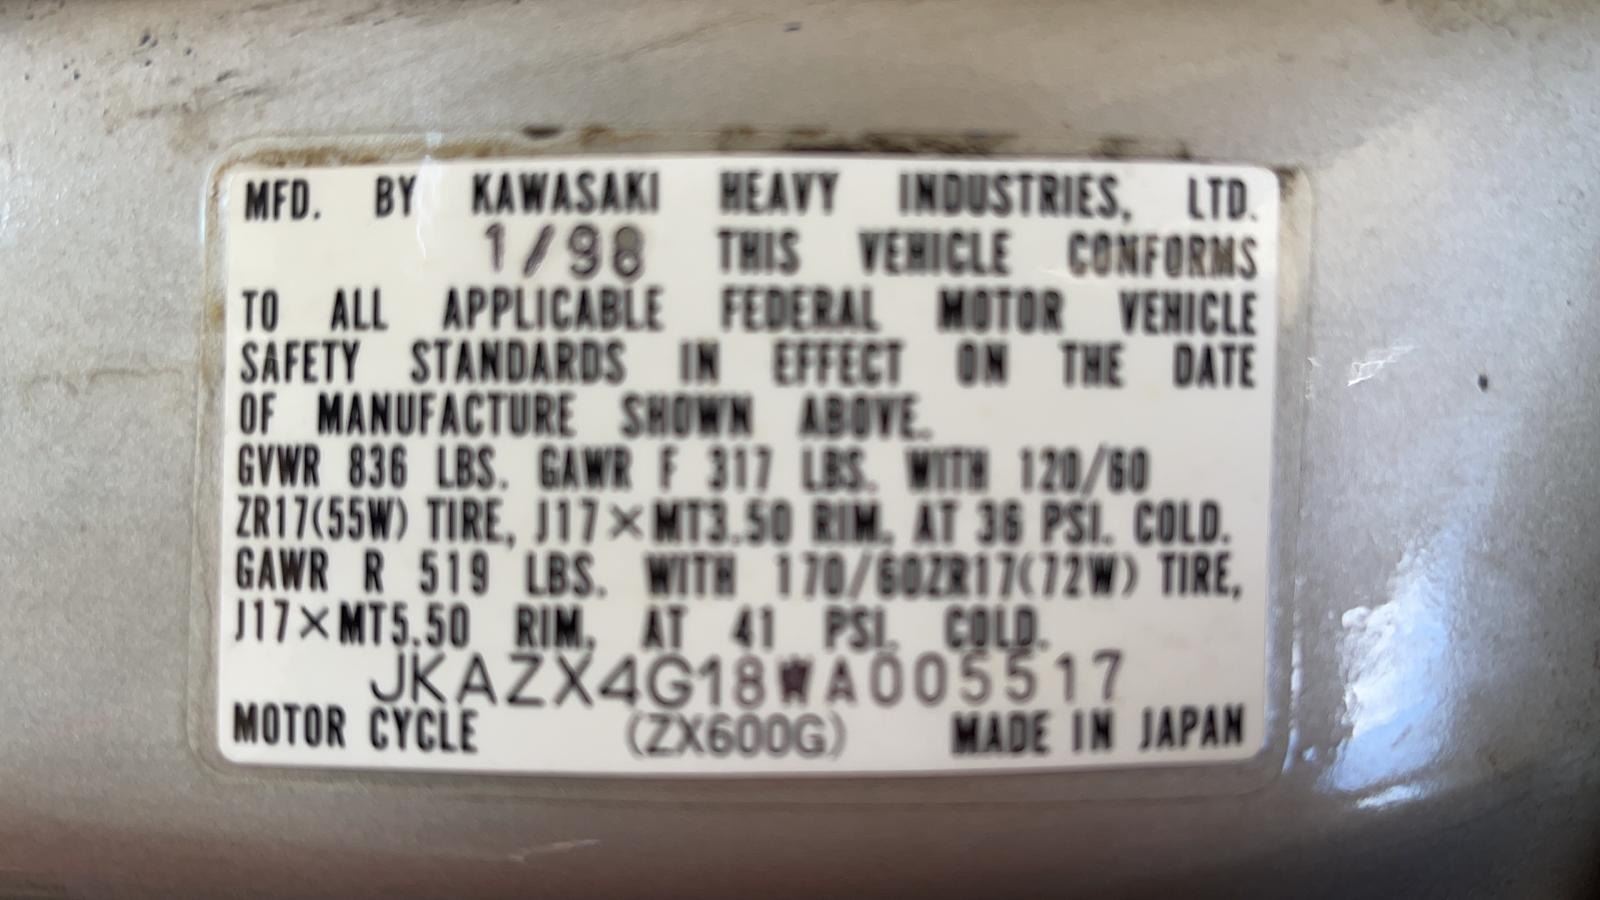 MFD. BY KAWASAKI HEAVY INDUSTRIES, LTD.
1/98 THIS VEHICLE CONFORMS
TO ALL APPLICABLE FEDERAL MOTOR VEHICLE
SAFETY STANDARDS IN EFFECT ON THE DATE
OF MANUFACTURE SHOWN ABOVE.
GVWR 836 LBS. GAWR F 317 LBS. WITH 120/60
ZR17(55W) TIRE, J17×MT3.50 RIM. AT 36 PSI. COLD.
GAWR R 519 LBS. WITH 170/60ZR17(72W) TIRE,
J17×MT5.50 RIM. AT 41 PSI. COLD.
JKAZX4G18WA005517
MOTOR CYCLE (ZX600G) MADE IN JAPAN